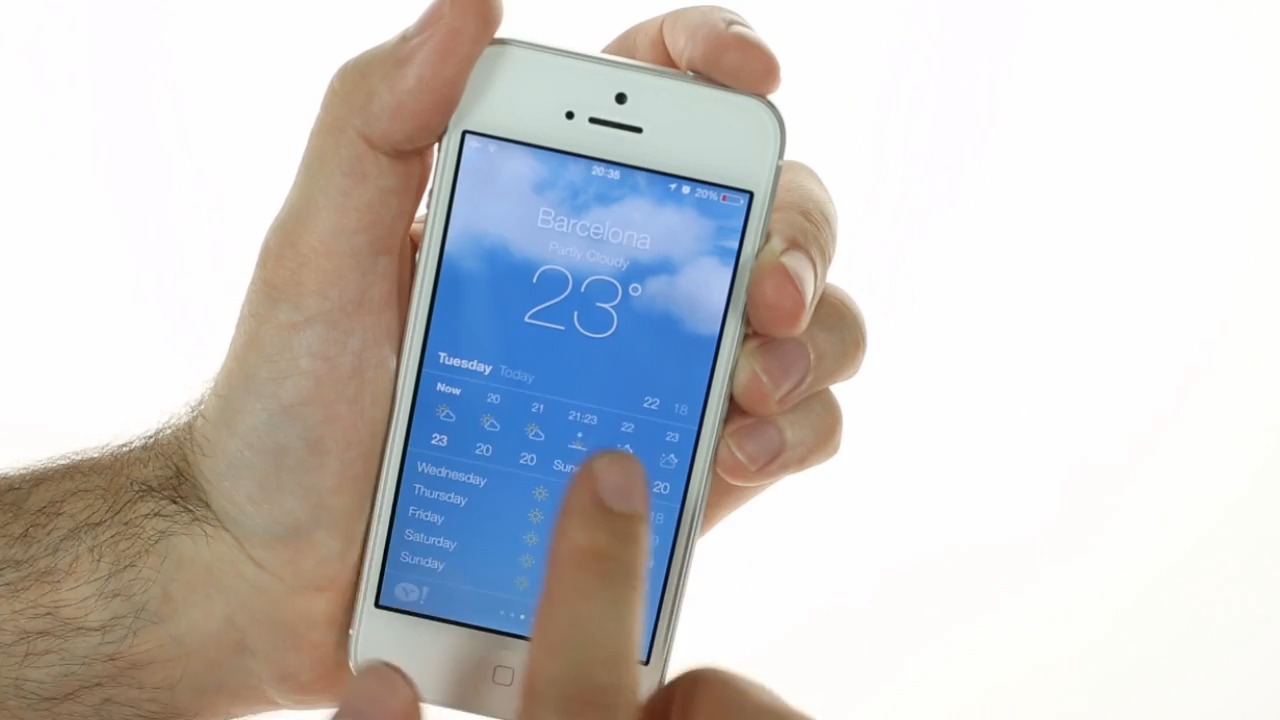 20:35 20%
Barcelona
Partly Cloudy
23°
Tuesday Today 22 18
Now 20 21 21:23 22 23
23 20 20 20
Wednesday
Thursday 18
Friday
Saturday
Sunday
Y!